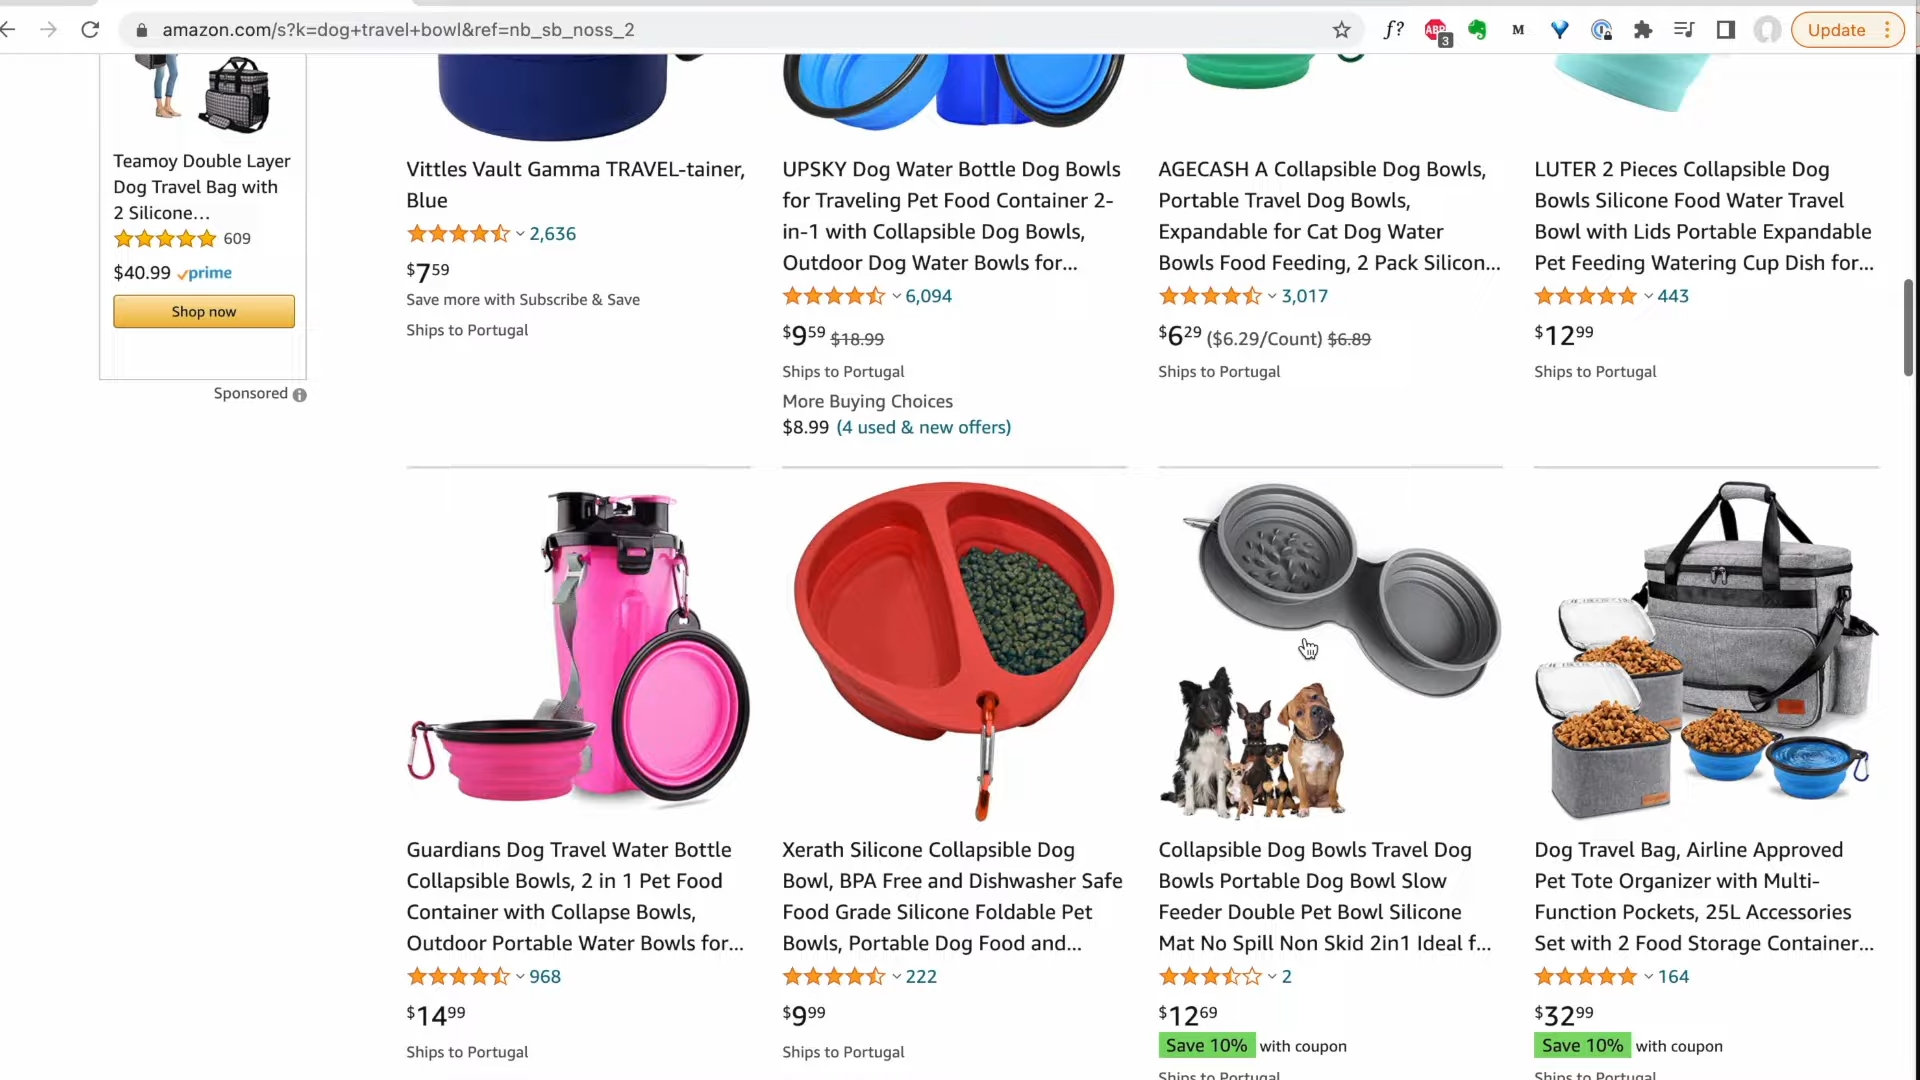 amazon.com/s?k=dog+travel+bowl&ref=nb_sb_noss_2
f?
ABP
3
M
Update
Teamoy Double Layer
Dog Travel Bag with
2 Silicone...
609
$40.99 prime
Shop now
Sponsored
Vittles Vault Gamma TRAVEL-tainer,
Blue
2,636
$7 59
Save more with Subscribe & Save
Ships to Portugal
UPSKY Dog Water Bottle Dog Bowls
for Traveling Pet Food Container 2-
in-1 with Collapsible Dog Bowls,
Outdoor Dog Water Bowls for...
6,094
$9 59 $18.99
Ships to Portugal
More Buying Choices
$8.99 (4 used & new offers)
AGECASH A Collapsible Dog Bowls,
Portable Travel Dog Bowls,
Expandable for Cat Dog Water
Bowls Food Feeding, 2 Pack Silicon...
3,017
$6 29 ($6.29/Count) $6.89
Ships to Portugal
LUTER 2 Pieces Collapsible Dog
Bowls Silicone Food Water Travel
Bowl with Lids Portable Expandable
Pet Feeding Watering Cup Dish for...
443
$12 99
Ships to Portugal
Guardians Dog Travel Water Bottle
Collapsible Bowls, 2 in 1 Pet Food
Container with Collapse Bowls,
Outdoor Portable Water Bowls for...
968
$14 99
Ships to Portugal
Xerath Silicone Collapsible Dog
Bowl, BPA Free and Dishwasher Safe
Food Grade Silicone Foldable Pet
Bowls, Portable Dog Food and...
222
$9 99
Ships to Portugal
Collapsible Dog Bowls Travel Dog
Bowls Portable Dog Bowl Slow
Feeder Double Pet Bowl Silicone
Mat No Spill Non Skid 2in1 Ideal f...
2
$12 69
Save 10% with coupon
Ships to Portugal
Dog Travel Bag, Airline Approved
Pet Tote Organizer with Multi-
Function Pockets, 25L Accessories
Set with 2 Food Storage Container...
164
$32 99
Save 10% with coupon
Ships to Portugal